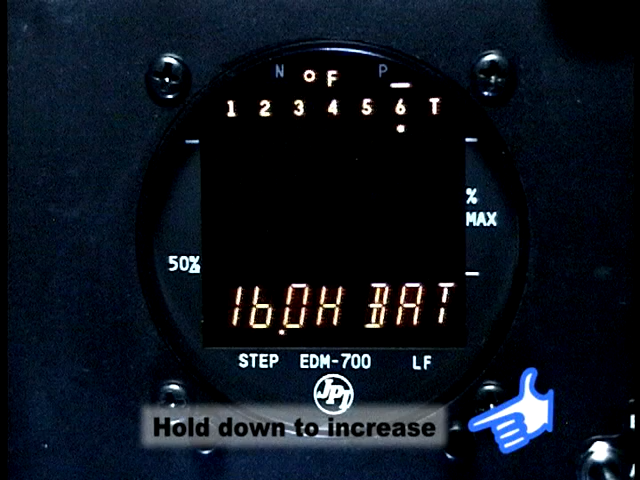 N °F P
1 2 3 4 5 6 T
%
MAX
50%
16.0H BAT
STEP EDM-700 LF
JPI
Hold down to increase